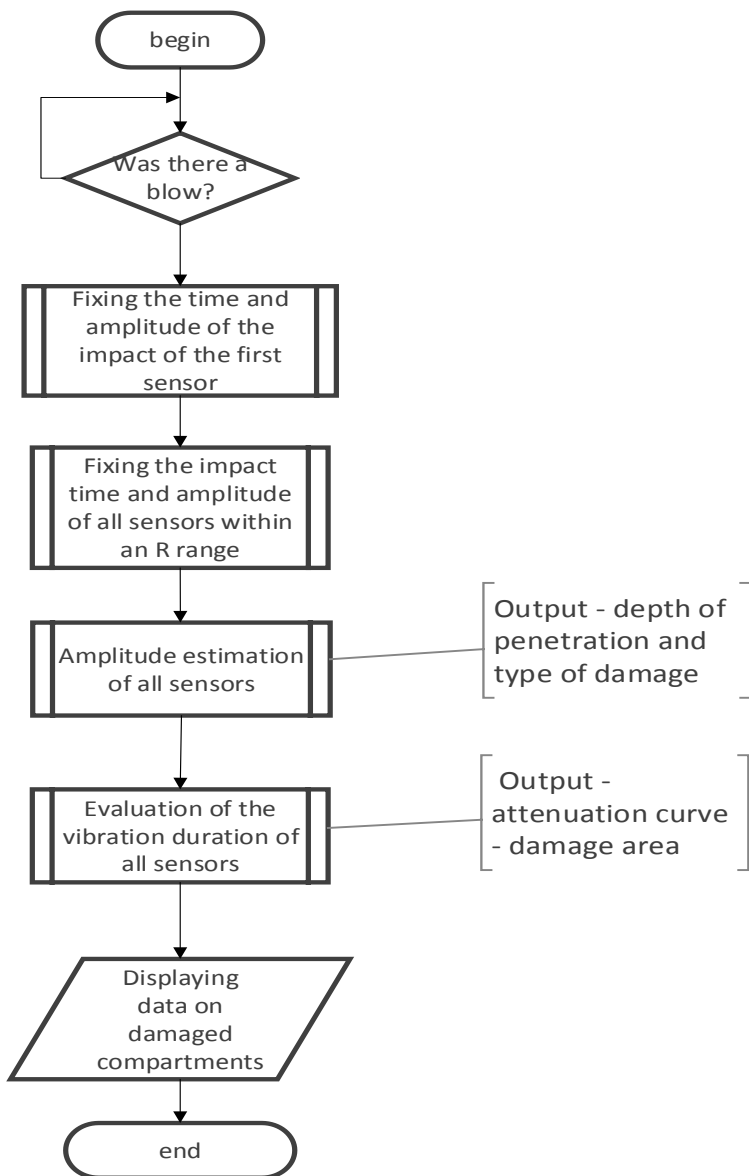 begin
Was there a
blow?
Fixing the time and
amplitude of the
impact of the first
sensor
Fixing the impact
time and amplitude
of all sensors within
an R range
Output - depth of
penetration and
type of damage
Amplitude estimation
of all sensors
Output -
attenuation curve
- damage area
Evaluation of the
vibration duration of
all sensors
Displaying
data on
damaged
compartments
end